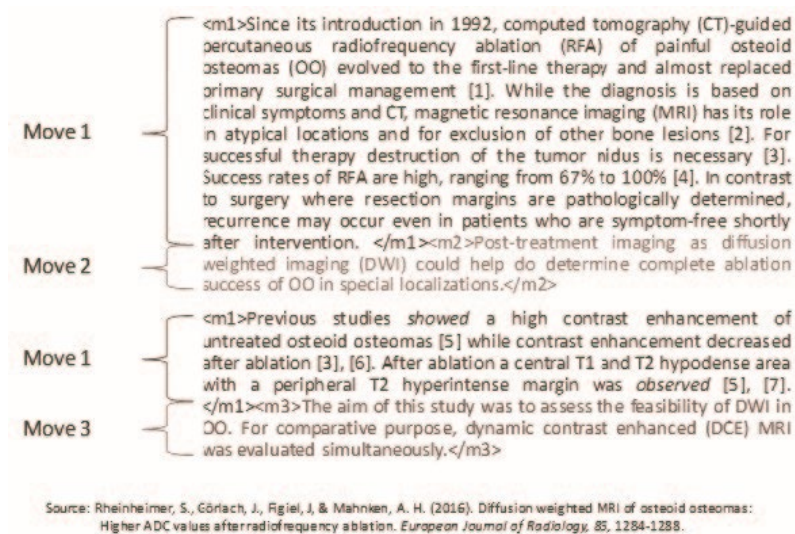 <m1>Since its introduction in 1992, computed tomography (CT)-guided
percutaneous radiofrequency ablation (RFA) of painful osteoid
osteomas (OO) evolved to the first-line therapy and almost replaced
primary surgical management [1]. While the diagnosis is based on
clinical symptoms and CT, magnetic resonance imaging (MRI) has its role
Move 1
in atypical locations and for exclusion of other bone lesions [2]. For
successful therapy destruction of the tumor nidus is necessary [3].
Success rates of RFA are high, ranging from 67% to 100% [4]. In contrast
to surgery where resection margins are pathologically determined,
recurrence may occur even in patients who are symptom-free shortly
after intervention. </m1><m2>Post-treatment imaging as diffusion
Move 2
weighted imaging (DWI) could help do determine complete ablation
success of OO in special localizations.</m2>
<m1>Previous studies showed a high contrast enhancement of
untreated osteoid osteomas [5] while contrast enhancement decreased
Move 1
after ablation [3], [6]. After ablation a central T1 and T2 hypodense area
with a peripheral T2 hyperintense margin was observed [5], [7].
</m1><m3>The aim of this study was to assess the feasibility of DWI in
Move 3
OO. For comparative purpose, dynamic contrast enhanced (DCE) MRI
was evaluated simultaneously.</m3>
Source: Rheinheimer, S., Görlach, J., Figiel, J, & Mahnken, A. H. (2016). Diffusion weighted MRI of osteoid osteomas:
Higher ADC values after radiofrequency ablation. European Journal of Radiology, 85, 1284-1288.